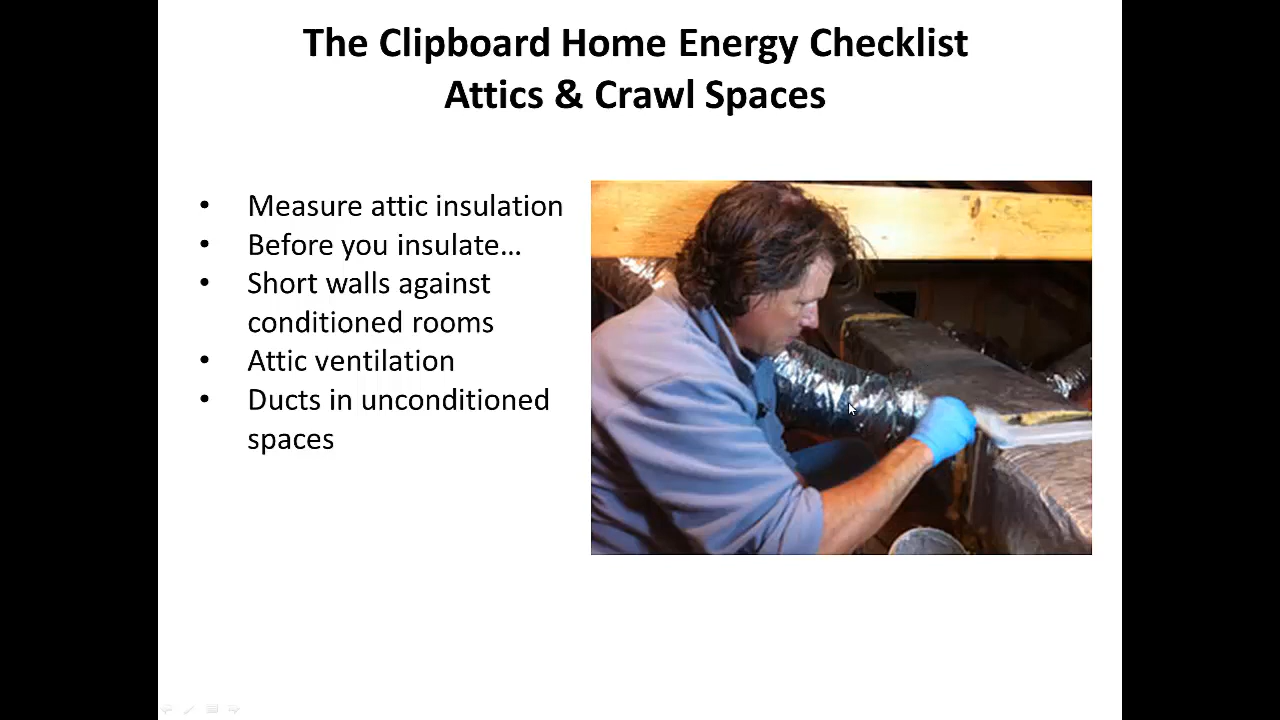 The Clipboard Home Energy Checklist
Attics & Crawl Spaces
• Measure attic insulation
• Before you insulate…
• Short walls against
conditioned rooms
• Attic ventilation
• Ducts in unconditioned
spaces